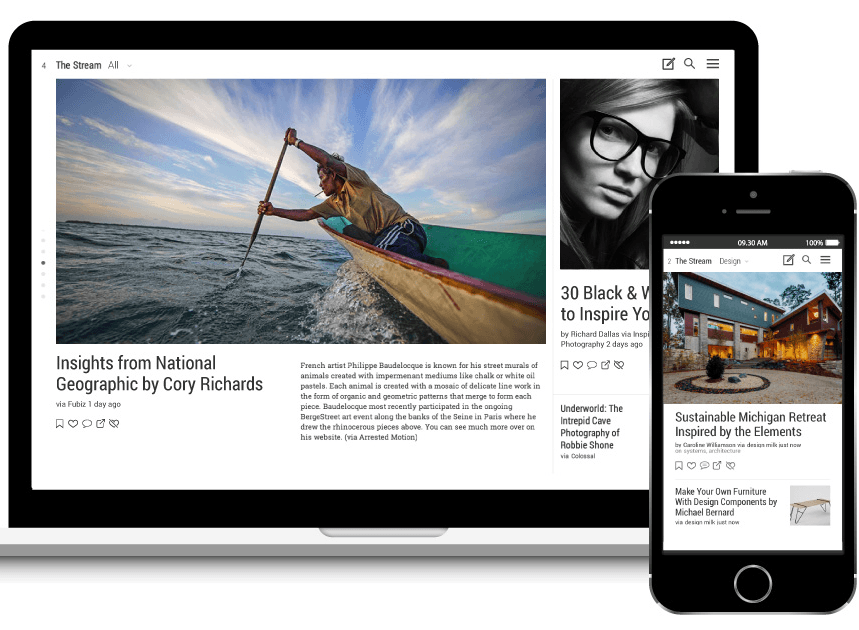 4 The Stream All
Insights from National
Geographic by Cory Richards
via Fubiz 1 day ago
French artist Philippe Baudelocque is known for his street murals of
animals created with impermenant mediums like chalk or white oil
pastels. Each animal is created with a mosaic of delicate line work in
the form of organic and geometric patterns that merge to form each
piece. Baudelocque most recently participated in the ongoing
BergeStreet art event along the banks of the Seine in Paris where he
drew the rhinocerous pieces above. You can see much more over on
his website. (via Arrested Motion)
30 Black & W
to Inspire Yo
by Richard Dallas via Inspi
Photography 2 days ago
Underworld: The
Intrepid Cave
Photography of
Robbie Shone
via Colossal
09.30 AM 100%
2 The Stream Design
Sustainable Michigan Retreat
Inspired by the Elements
by Caroline Williamson via design milk just now
on systems, architecture
Make Your Own Furniture
With Design Components by
Michael Bernard
via design milk just now